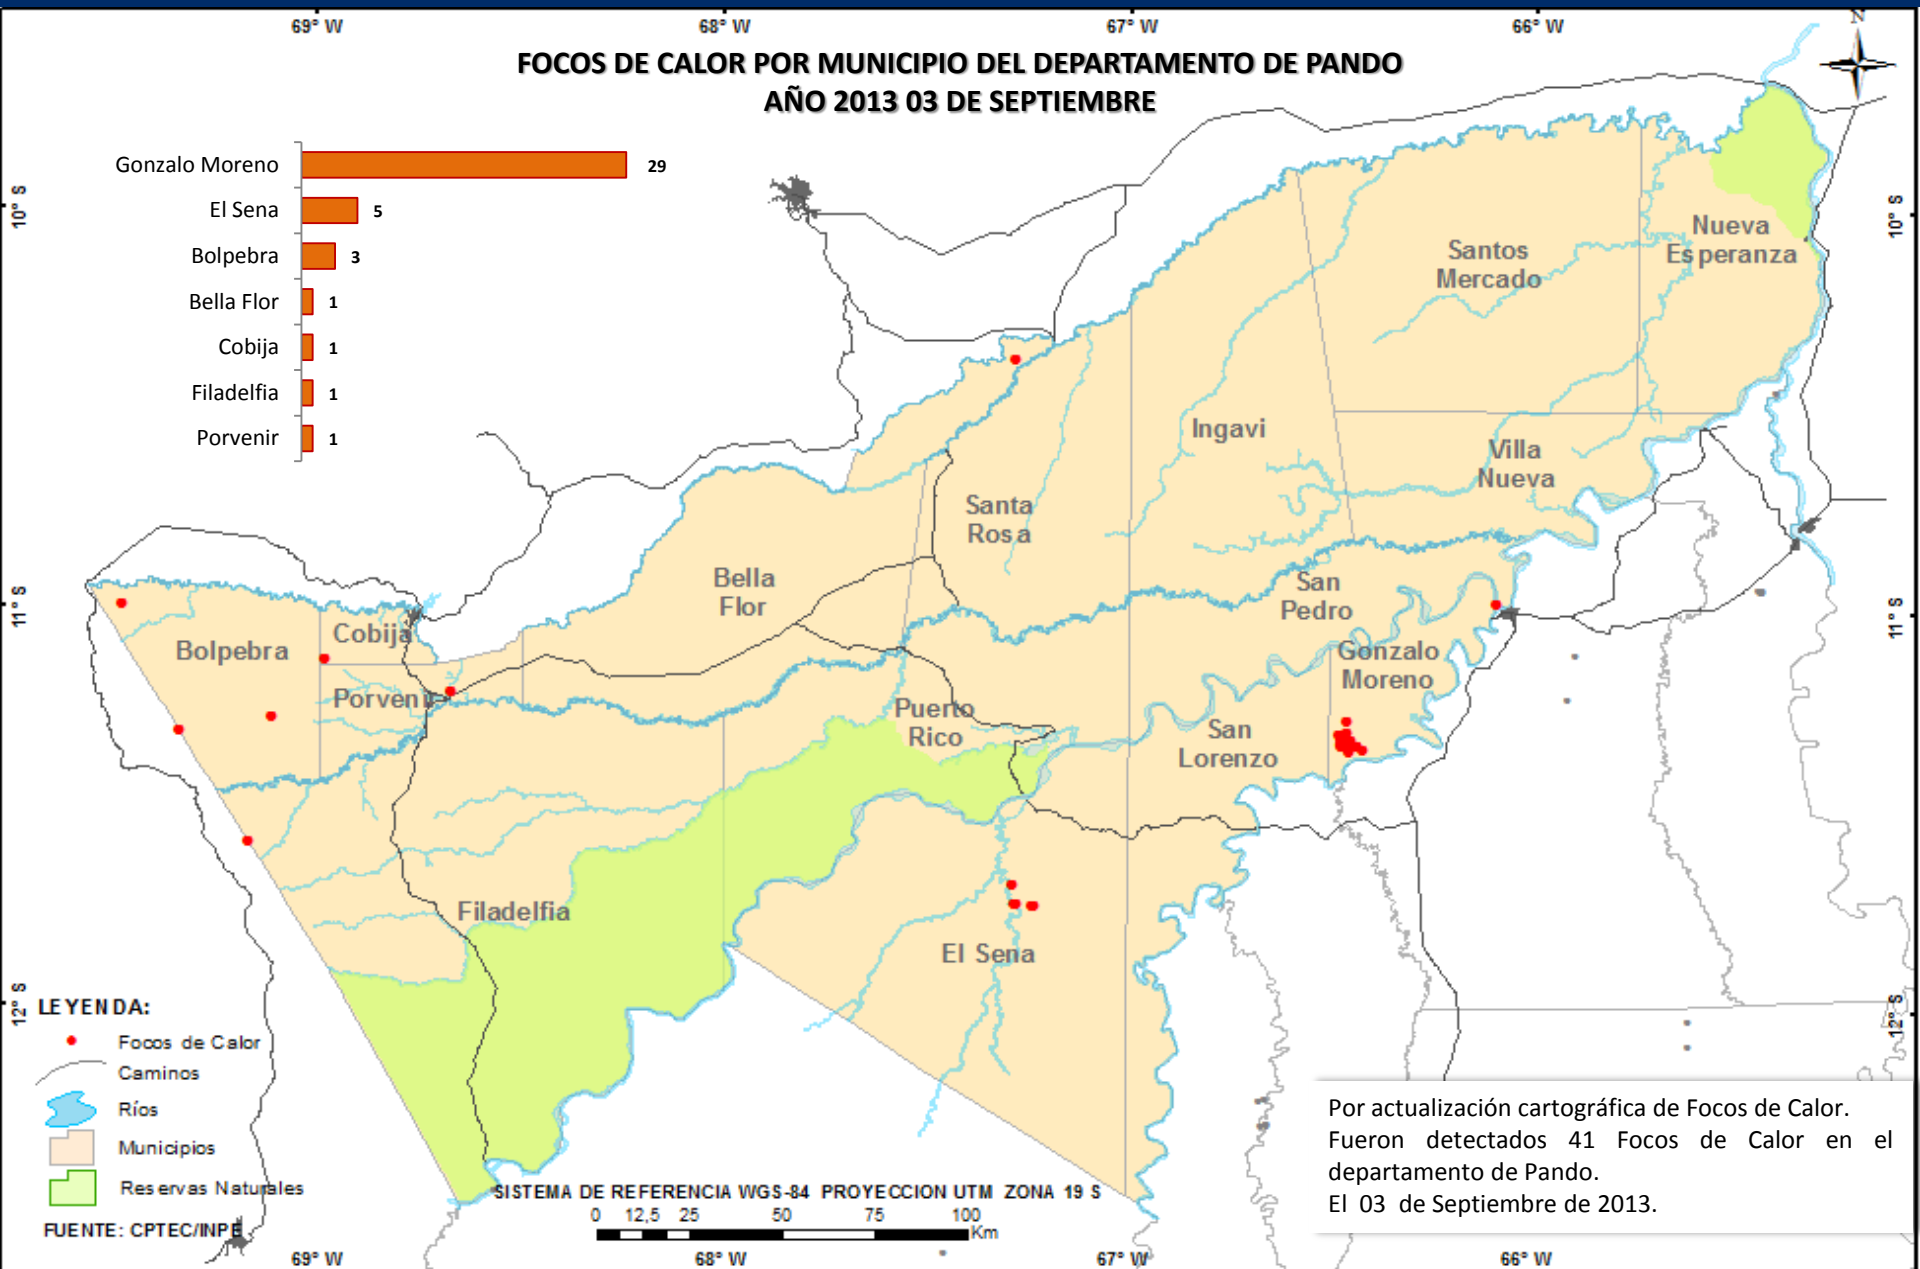 69° W
68° W
67° W
66° W
N
FOCOS DE CALOR POR MUNICIPIO DEL DEPARTAMENTO DE PANDO
AÑO 2013 03 DE SEPTIEMBRE
Gonzalo Moreno 29
El Sena 5
Bolpebra 3
Bella Flor 1
Cobija 1
Filadelfia 1
Porvenir 1
10° S
10° S
11° S
11° S
12° S
12° S
Nueva
Esperanza
Santos
Mercado
Ingavi
Villa
Nueva
Santa
Rosa
Bella
Flor
San
Pedro
Cobija
Bolpebra
Porvenir
Gonzalo
Moreno
Puerto
Rico
San
Lorenzo
Filadelfia
El Sena
LEYENDA:
Focos de Calor
Caminos
Ríos
Municipios
Reservas Naturales
FUENTE: CPTEC/INPE
SISTEMA DE REFERENCIA WGS-84 PROYECCION UTM ZONA 19 S
0 12,5 25 50 75 100
Km
Por actualización cartográfica de Focos de Calor.
Fueron detectados 41 Focos de Calor en el
departamento de Pando.
El 03 de Septiembre de 2013.
69° W
68° W
67° W
66° W